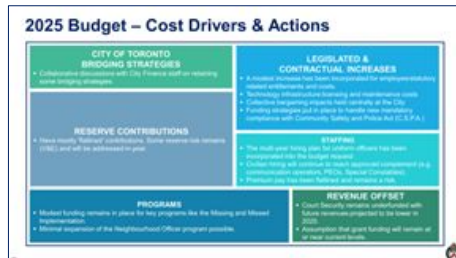 2025 Budget – Cost Drivers & Actions
CITY OF TORONTO
BRIDGING STRATEGIES
• Collaborative discussions with City Finance staff on retaining
some bridging strategies.
RESERVE CONTRIBUTIONS
• Have mostly 'flatlined' contributions. Some reserve risk remains
(V&E) and will be addressed in-year.
LEGISLATED &
CONTRACTUAL INCREASES
• A modest increase has been incorporated for employee/statutory
related entitlements and costs.
• Technology infrastructure/licensing and maintenance costs
• Collective bargaining impacts held centrally at the City
• Funding strategies put in place to handle new mandatory
compliance with Community Safety and Police Act (C.S.P.A.)
STAFFING
• The multi-year hiring plan for uniform officers has been
incorporated into the budget request
• Civilian hiring will continue to reach approved complement (e.g.
communication operators, PEOs, Special Constables)
• Premium pay has been flatlined and remains a risk.
PROGRAMS
• Modest funding remains in place for key programs like the Missing and Missed
Implementation.
• Minimal expansion of the Neighbourhood Officer program possible.
REVENUE OFFSET
• Court Security remains underfunded with
future revenues projected to be lower in
2025.
• Assumption that grant funding will remain at
or near current levels.